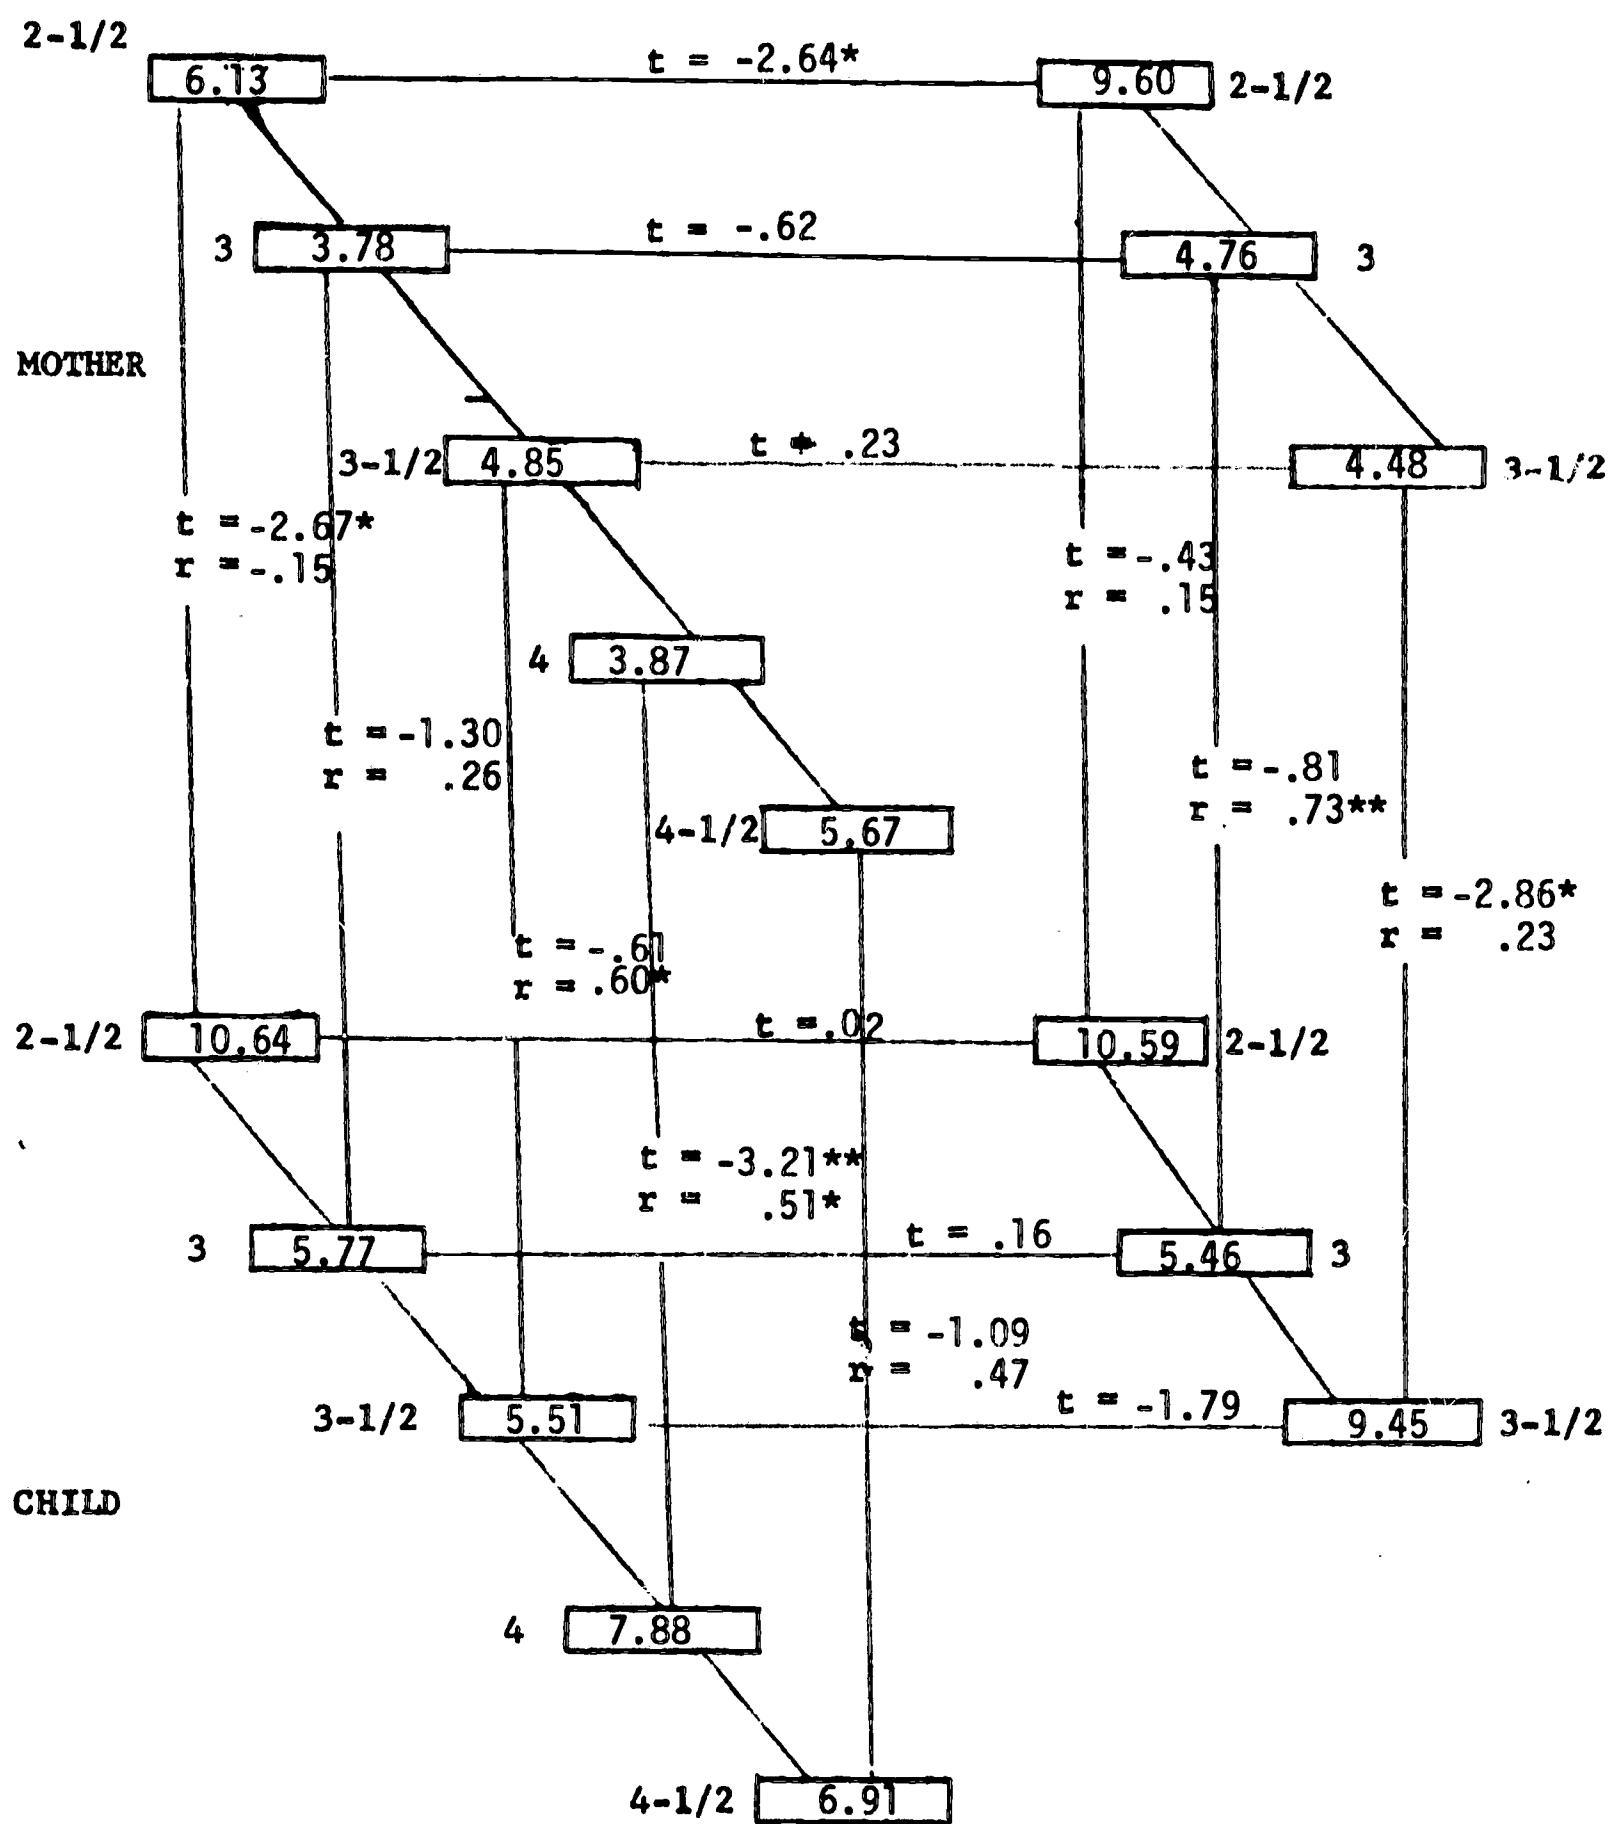 2-1/2
6.13
t = -2.64*
9.60
2-1/2
3
3.78
t = -.62
4.76
3
MOTHER
3-1/2
4.85
t = .23
4.48
3-1/2
t = -2.67*
r = -.15
t = -.43
r = .15
4
3.87
t = -1.30
r = .26
t = -.81
r = .73**
4-1/2
5.67
t = -2.86*
r = .23
t = -.61
r = .60*
2-1/2
10.64
t = .02
10.59
2-1/2
t = -3.21**
r = .51*
3
5.77
t = .16
5.46
3
t = -1.09
r = .47
3-1/2
5.51
t = -1.79
9.45
3-1/2
CHILD
4
7.88
4-1/2
6.91